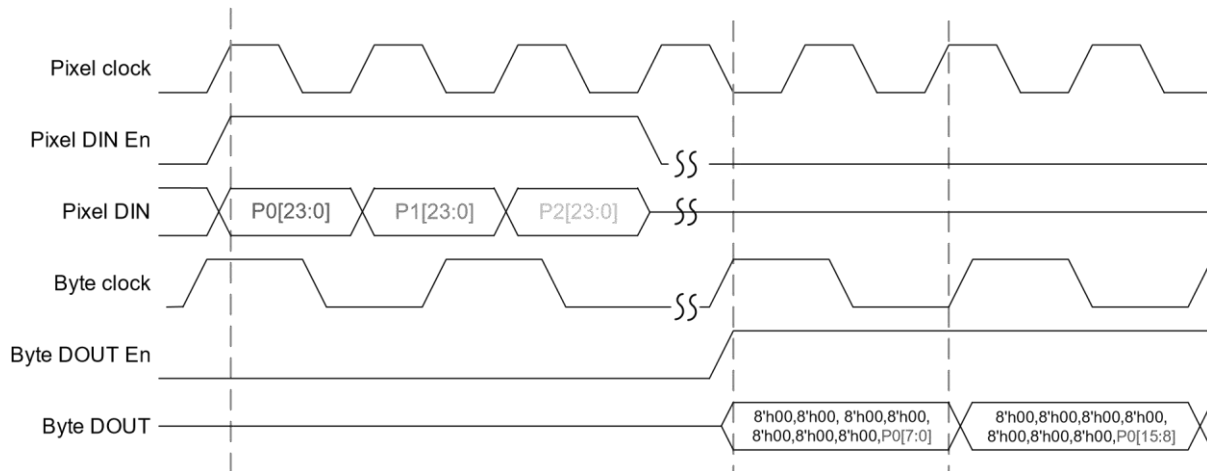 Pixel clock
Pixel DIN En
Pixel DIN
P0[23:0]
P1[23:0]
P2[23:0]
Byte clock
Byte DOUT En
Byte DOUT
8'h00,8'h00, 8'h00,8'h00,
8'h00,8'h00,8'h00,P0[7:0]
8'h00,8'h00,8'h00,8'h00,
8'h00,8'h00,8'h00,P0[15:8]